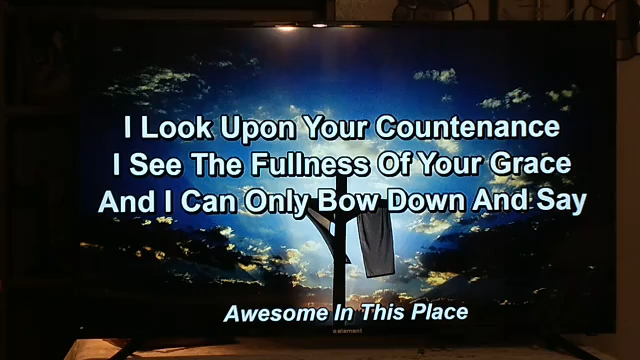 I Look Upon Your Countenance
I See The Fullness Of Your Grace
And I Can Only Bow Down And Say
Awesome In This Place
element